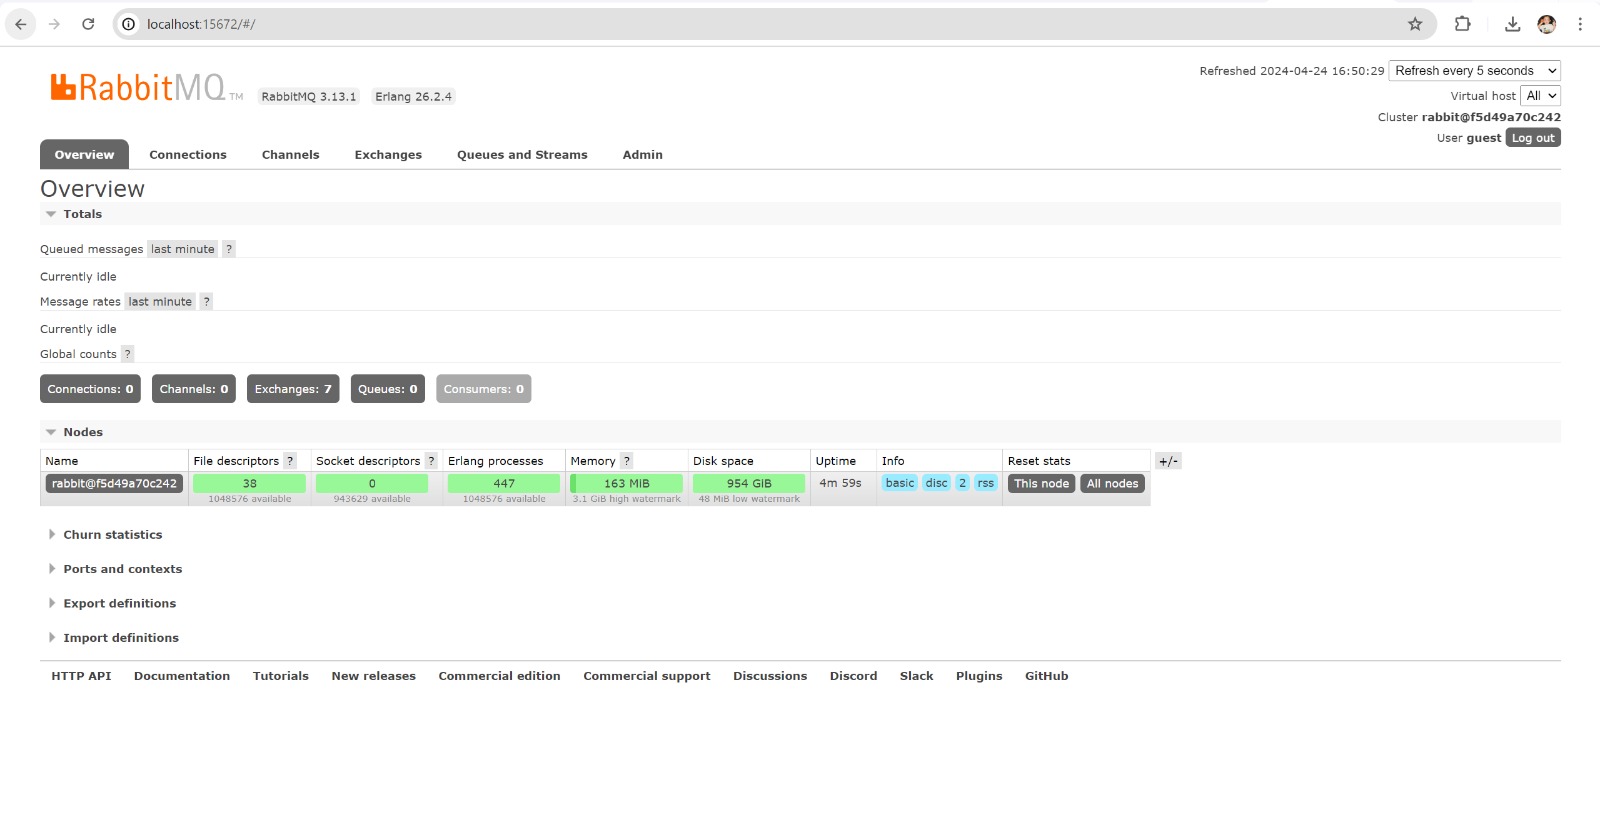 localhost:15672/#/
RabbitMQ TM RabbitMQ 3.13.1 Erlang 26.2.4
Refreshed 2024-04-24 16:50:29 Refresh every 5 seconds
Virtual host All
Cluster rabbit@f5d49a70c242
User guest Log out
Overview Connections Channels Exchanges Queues and Streams Admin
Overview
Totals
Queued messages last minute ?
Currently idle
Message rates last minute ?
Currently idle
Global counts ?
Connections: 0 Channels: 0 Exchanges: 7 Queues: 0 Consumers: 0
Nodes
Name File descriptors ? Socket descriptors ? Erlang processes Memory ? Disk space Uptime Info Reset stats +/-
rabbit@f5d49a70c242 38 0 447 163 MiB 954 GiB 4m 59s basic disc 2 rss This node All nodes
1048576 available 943629 available 1048576 available 3.1 GiB high watermark 48 MiB low watermark
Churn statistics
Ports and contexts
Export definitions
Import definitions
HTTP API Documentation Tutorials New releases Commercial edition Commercial support Discussions Discord Slack Plugins GitHub